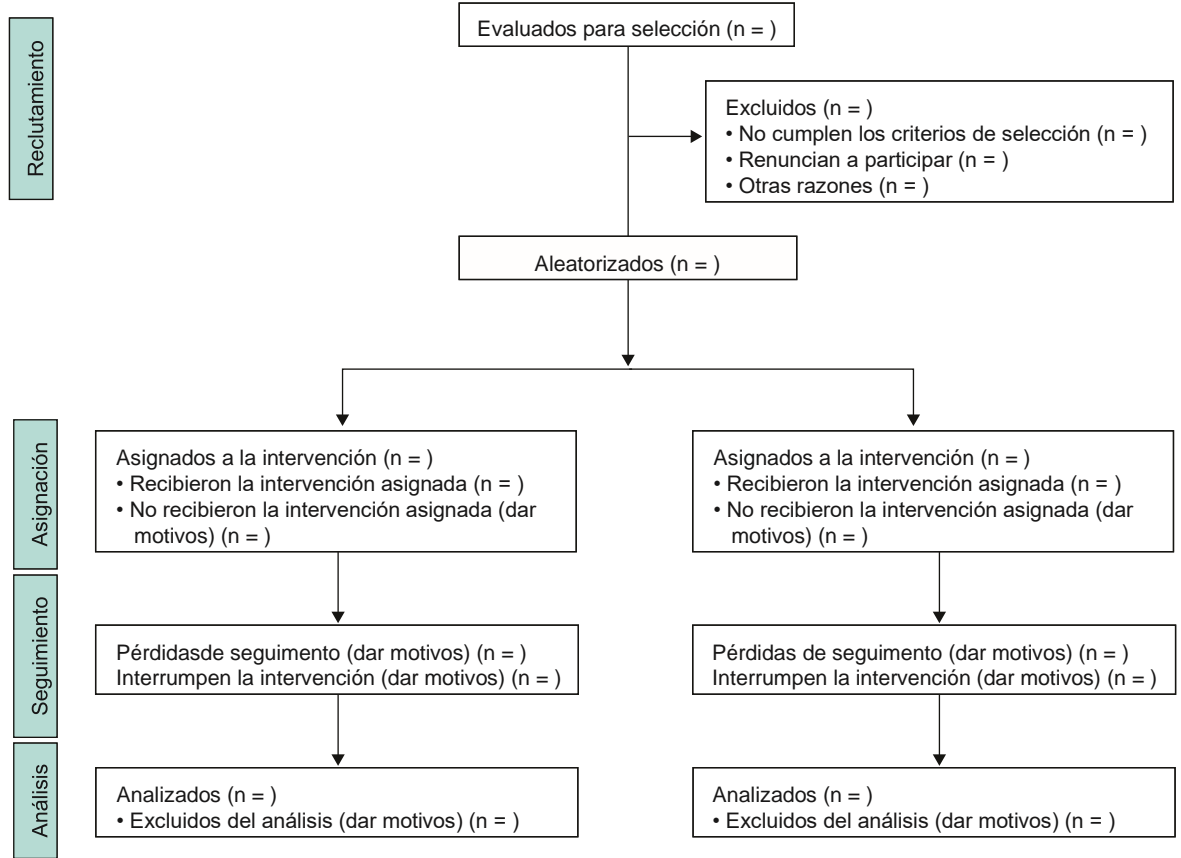 Reclutamiento
Evaluados para selección (n = )
Excluidos (n = )
• No cumplen los criterios de selección (n = )
• Renuncian a participar (n = )
• Otras razones (n = )
Aleatorizados (n = )
Asignación
Asignados a la intervención (n = )
• Recibieron la intervención asignada (n = )
• No recibieron la intervención asignada (dar
motivos) (n = )
Asignados a la intervención (n = )
• Recibieron la intervención asignada (n = )
• No recibieron la intervención asignada (dar
motivos) (n = )
Seguimiento
Pérdidasde seguimento (dar motivos) (n = )
Interrumpen la intervención (dar motivos) (n = )
Pérdidas de seguimento (dar motivos) (n = )
Interrumpen la intervención (dar motivos) (n = )
Análisis
Analizados (n = )
• Excluidos del análisis (dar motivos) (n = )
Analizados (n = )
• Excluidos del análisis (dar motivos) (n = )